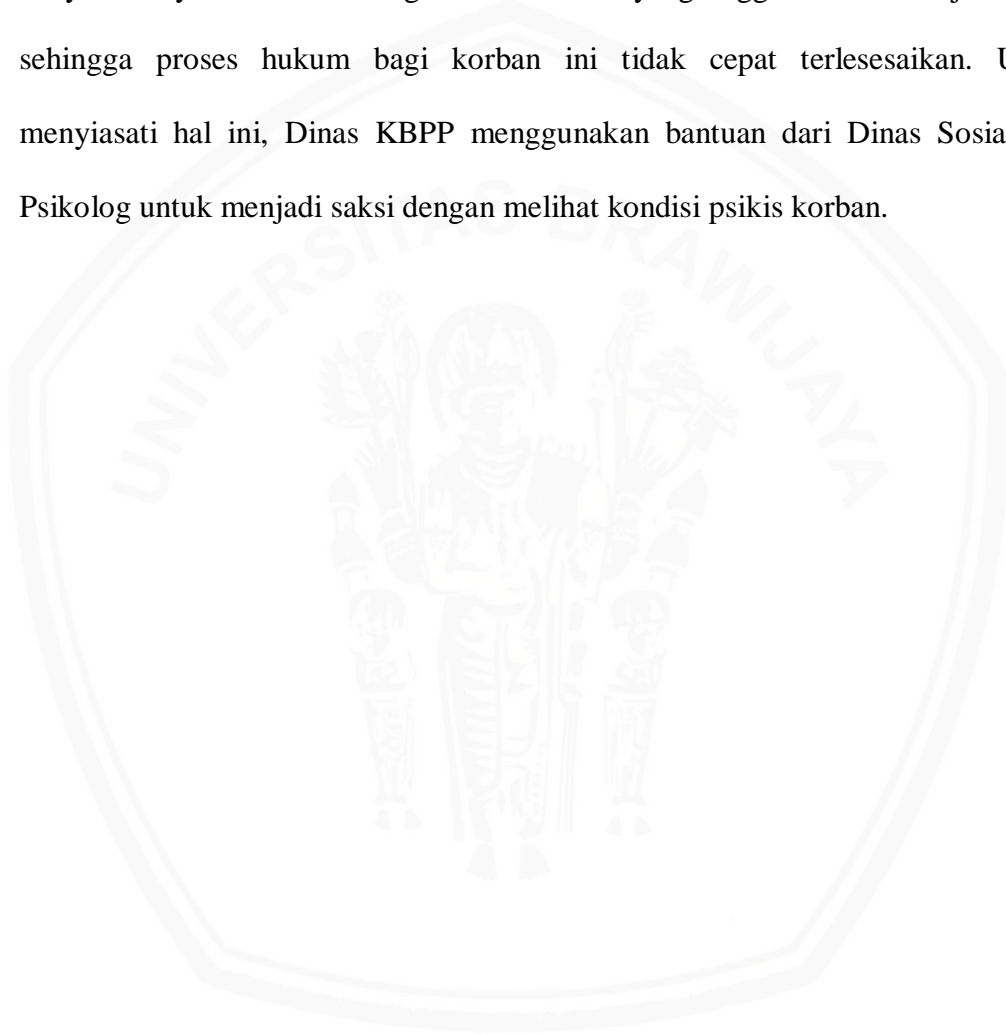 sehingga proses hukum bagi korban ini tidak cepat terlesesaikan.
menyiasati hal ini, Dinas KBPP menggunakan bantuan dari Dinas Sosia
Psikolog untuk menjadi saksi dengan melihat kondisi psikis korban.
UNIVERSITAS BRAWIJAYA